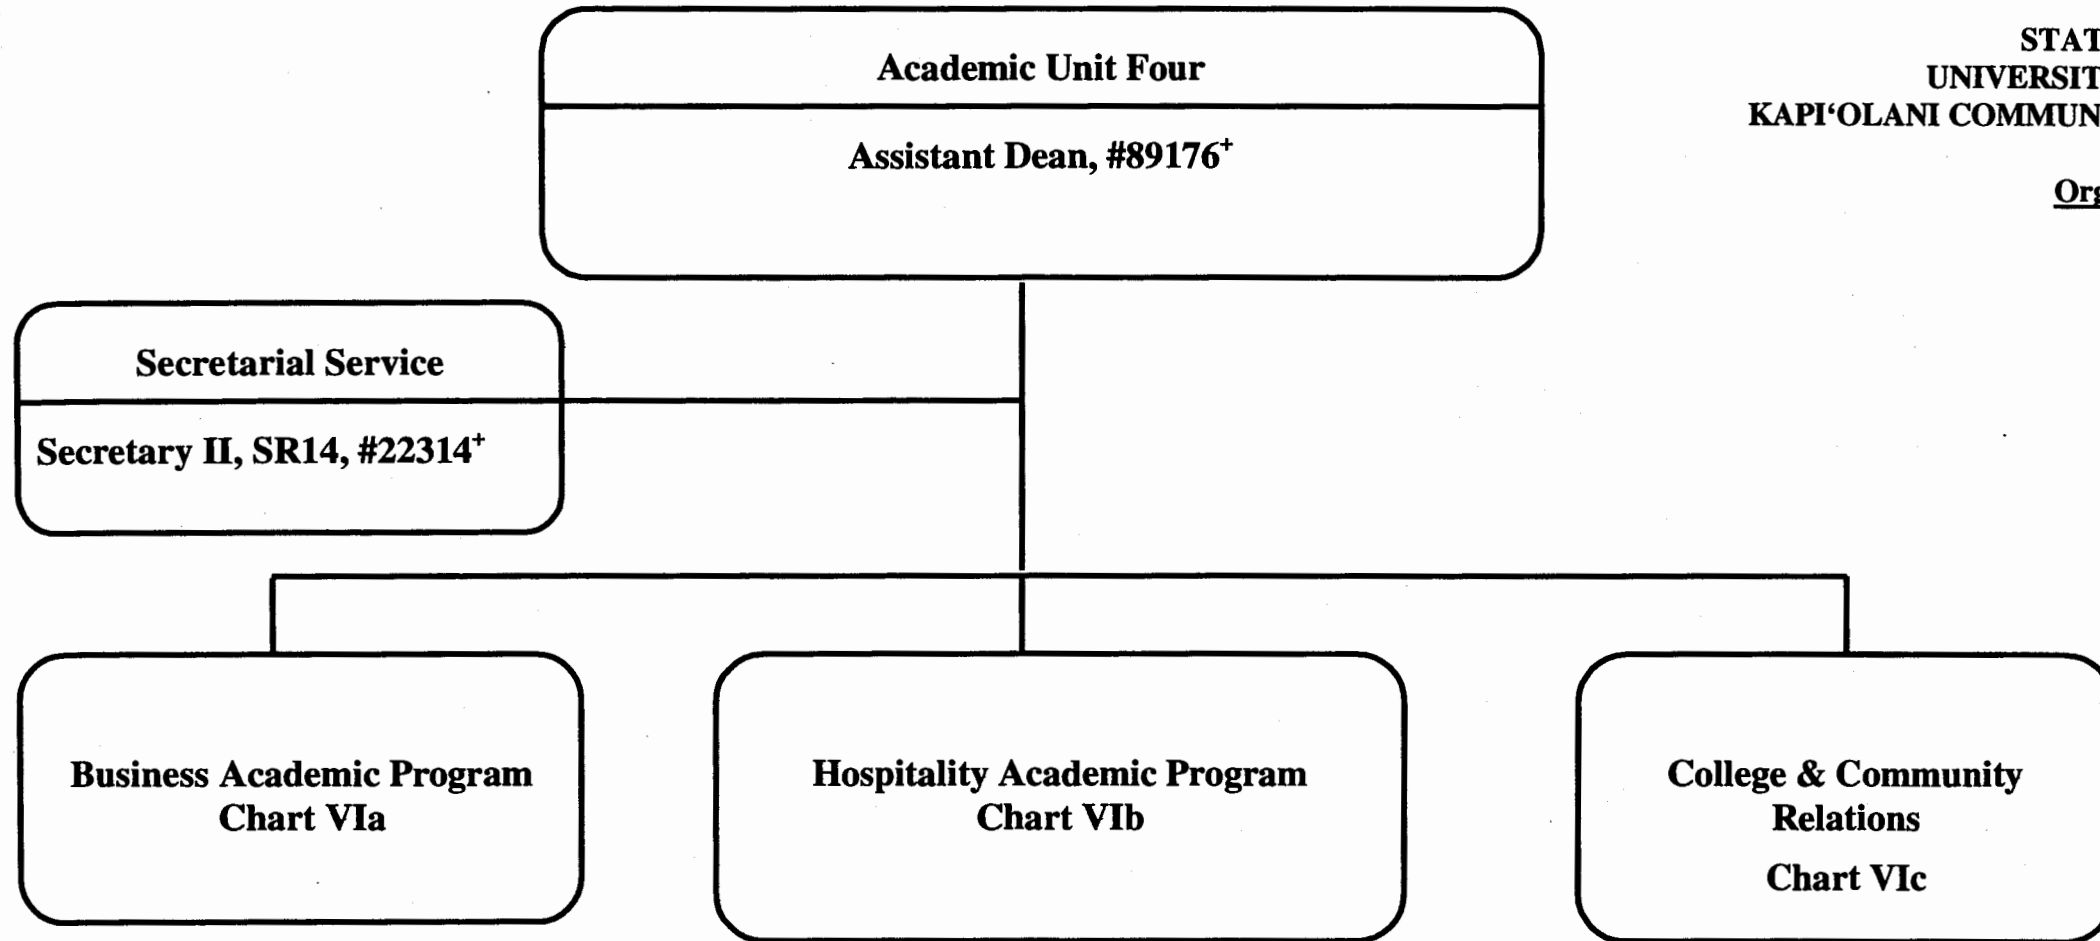 Academic Unit Four
Assistant Dean, #89176⁺
STAT
UNIVERSIT
KAPI‘OLANI COMMUN
Org
Secretarial Service
Secretary II, SR14, #22314⁺
Business Academic Program
Chart VIa
Hospitality Academic Program
Chart VIb
College & Community
Relations
Chart VIc